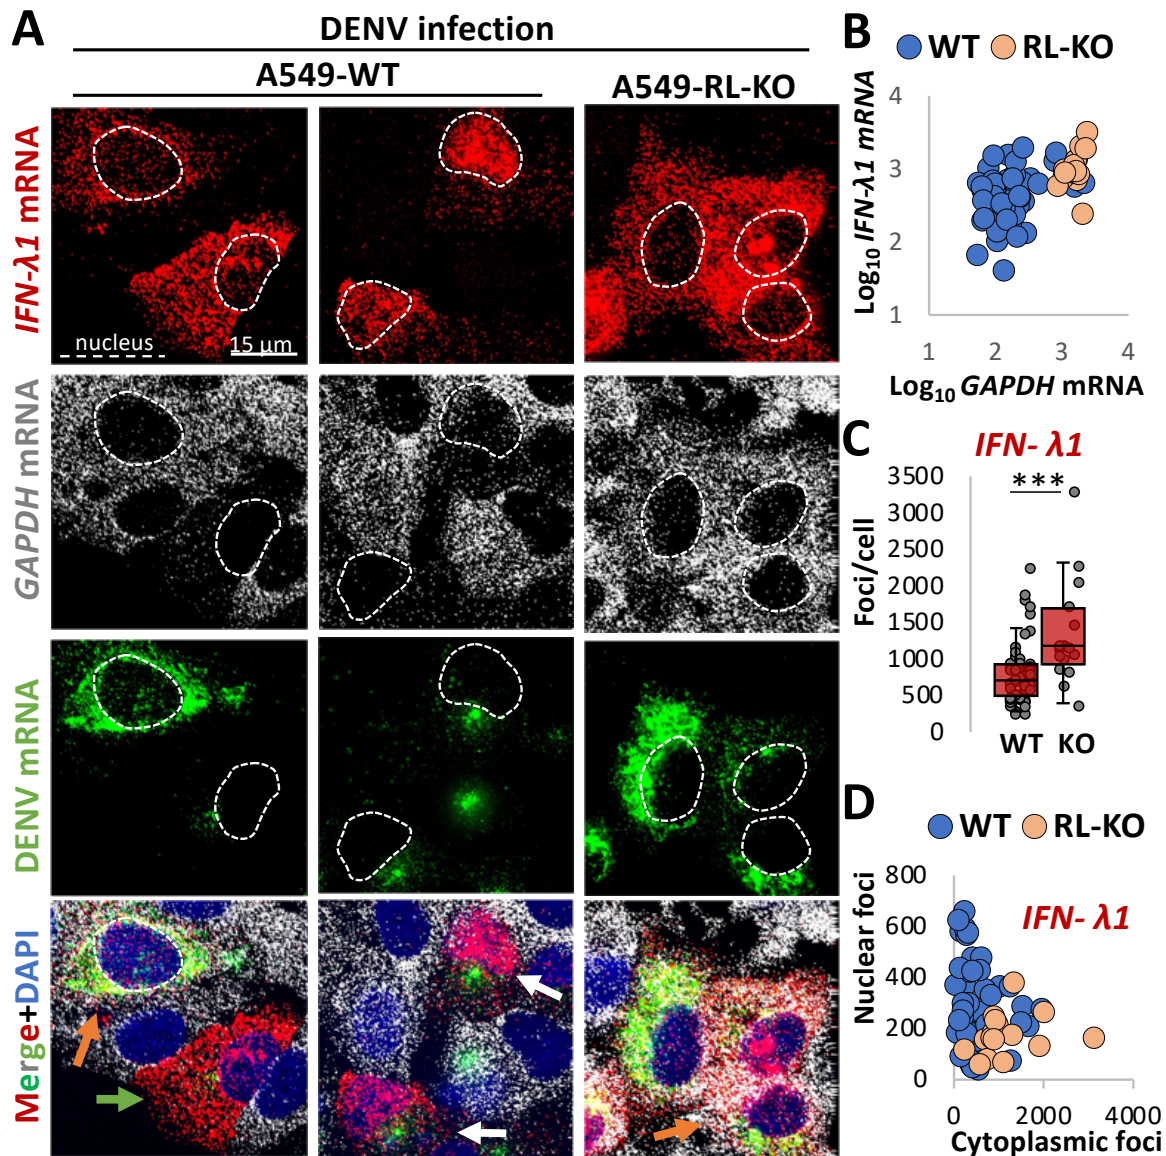 A
DENV infection
A549-WT
A549-RL-KO
IFN-λ1 mRNA
nucleus
15 µm
GAPDH mRNA
DENV mRNA
Merge+DAPI
B
WT RL-KO
Log10 IFN-λ1 mRNA
4
3
2
1
1 2 3 4
Log10 GAPDH mRNA
C
IFN- λ1
***
Foci/cell
3500
3000
2500
2000
1500
1000
500
0
WT KO
D
WT RL-KO
IFN- λ1
Nuclear foci
800
600
400
200
0
0 2000 4000
Cytoplasmic foci